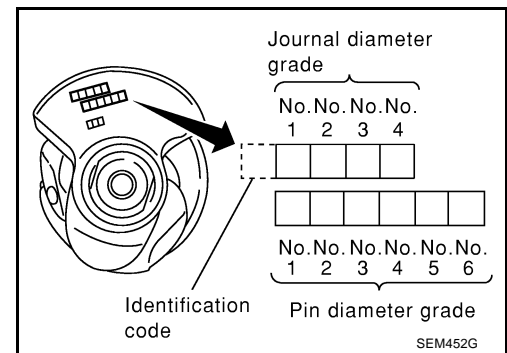 Journal diameter
grade
No. No. No. No.
1 2 3 4
No. No. No. No. No. No.
1 2 3 4 5 6
Identification
code
Pin diameter grade
SEM452G